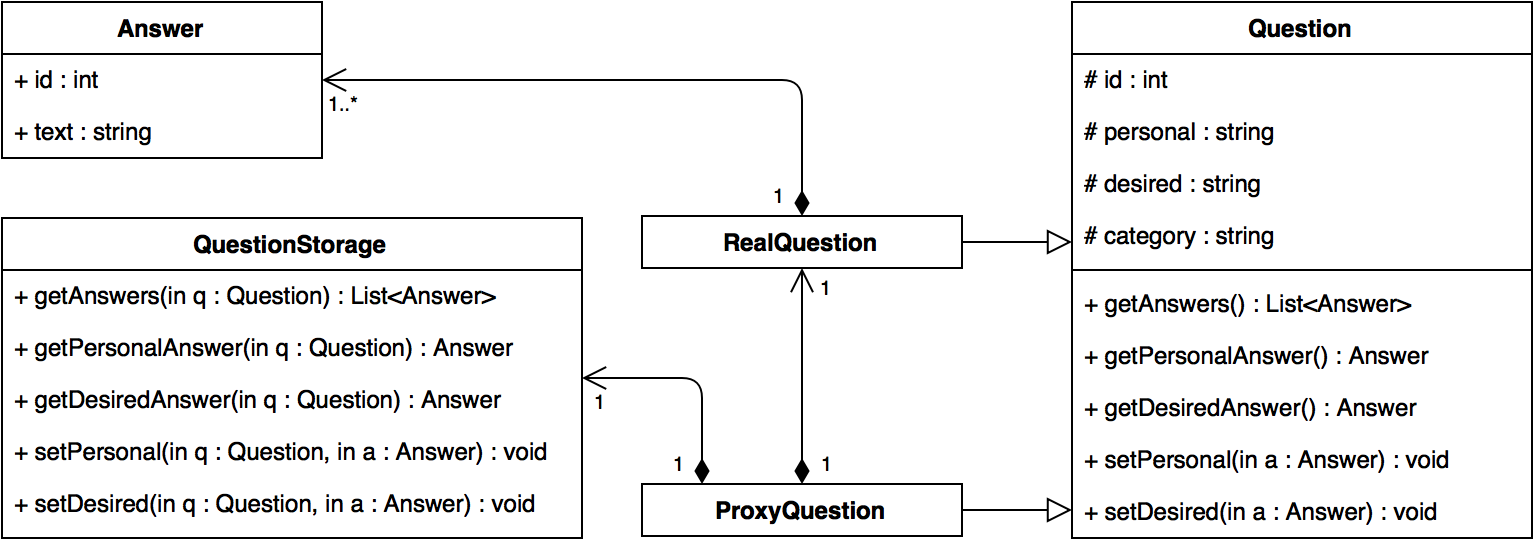 Answer
+ id : int
+ text : string
1..*
1
Question
# id : int
# personal : string
# desired : string
# category : string
+ getAnswers() : List<Answer>
+ getPersonalAnswer() : Answer
+ getDesiredAnswer() : Answer
+ setPersonal(in a : Answer) : void
+ setDesired(in a : Answer) : void
RealQuestion
1
QuestionStorage
+ getAnswers(in q : Question) : List<Answer>
+ getPersonalAnswer(in q : Question) : Answer
+ getDesiredAnswer(in q : Question) : Answer
+ setPersonal(in q : Question, in a : Answer) : void
+ setDesired(in q : Question, in a : Answer) : void
1
1
1
ProxyQuestion